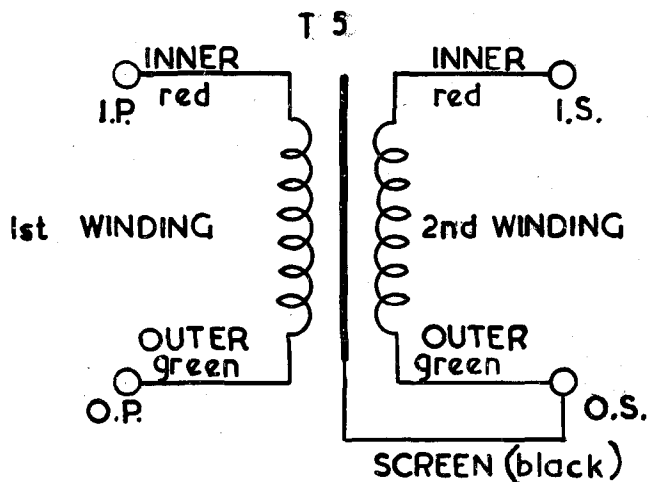 T 5
INNER
red
I.P.
INNER
red
I.S.
1st WINDING
2nd WINDING
OUTER
green
O.P.
OUTER
green
O.S.
SCREEN (black)